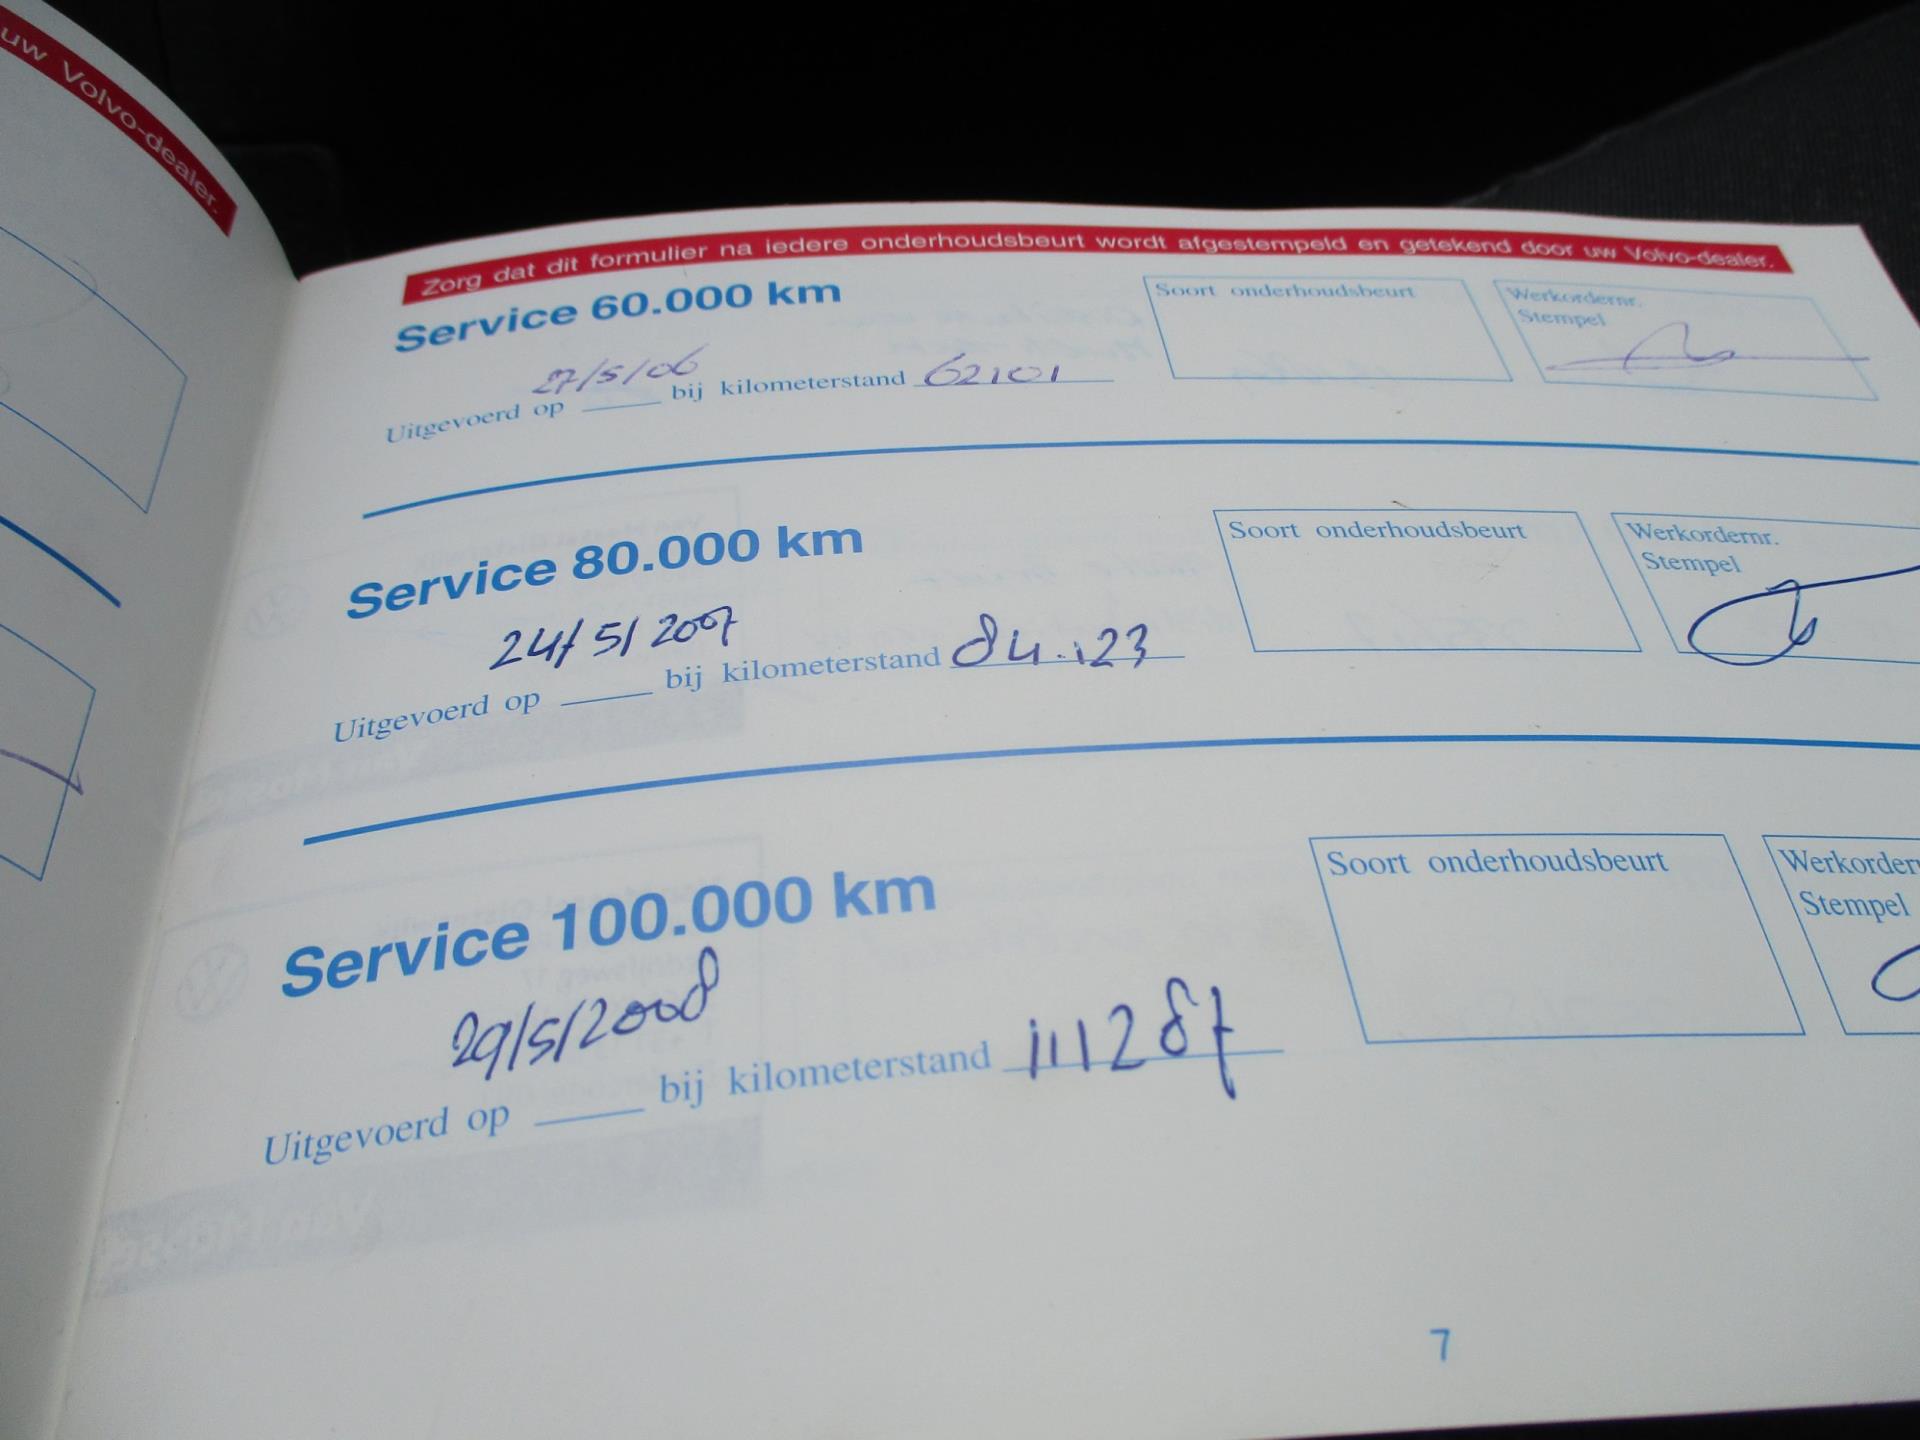 uw Volvo-dealer.
Zorg dat dit formulier na iedere onderhoudsbeurt wordt afgestempeld en getekend door uw Volvo-dealer.
Service 60.000 km
Soort onderhoudsbeurt
Werkordernr.
Stempel
27/5/06
Uitgevoerd op bij kilometerstand 62101
Service 80.000 km
Soort onderhoudsbeurt
Werkordernr.
Stempel
24/5/2007
Uitgevoerd op bij kilometerstand 84.123
Service 100.000 km
Soort onderhoudsbeurt
Werkordern
Stempel
29/5/2008
Uitgevoerd op bij kilometerstand 111287
7